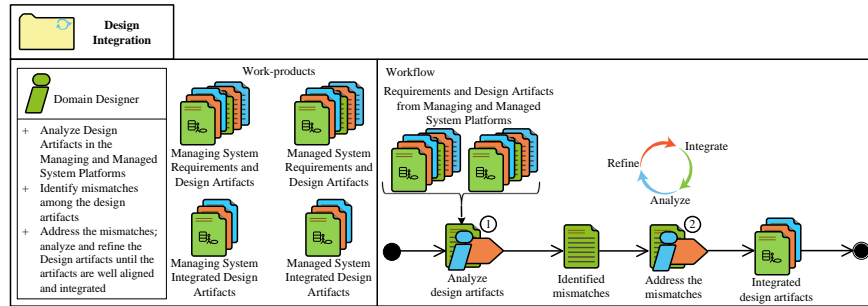 Design
Integration
Domain Designer
+ Analyze Design
Artifacts in the
Managing and Managed
System Platforms
+ Identify mismatches
among the design
artifacts
+ Address the mismatches;
analyze and refine the
Design artifacts until the
artifacts are well aligned
and integrated
Work-products
Managing System
Requirements and
Design Artifacts
Managed System
Requirements and
Design Artifacts
Managing System
Integrated Design
Artifacts
Managed System
Integrated Design
Artifacts
Workflow
Requirements and Design Artifacts
from Managing and Managed
System Platforms
Integrate
Refine
Analyze
1
2
Analyze
design artifacts
Identified
mismatches
Address the
mismatches
Integrated
design artifacts